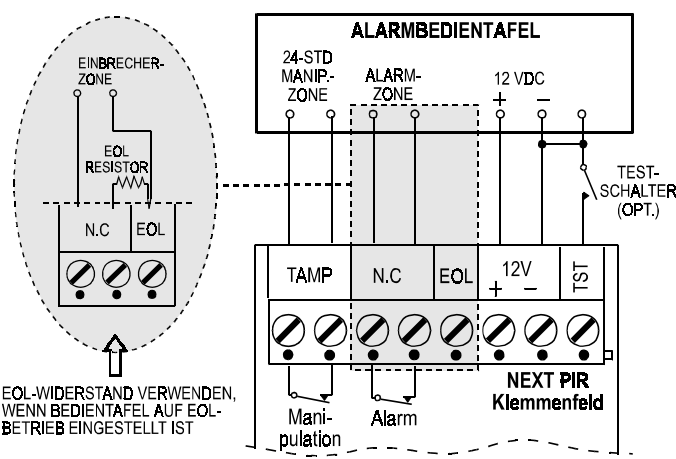 ALARMBEDIENTAFEL
24-STD
MANIP.-
ZONE
ALARM-
ZONE
12 VDC
+ −
TEST-
SCHALTER
(OPT.)
EINBRECHER-
ZONE
EOL
RESISTOR
N.C
EOL
EOL-WIDERSTAND VERWENDEN,
WENN BEDIENTAFEL AUF EOL-
BETRIEB EINGESTELLT IST
TAMP
N.C
EOL
12V
+ −
TST
Mani-
pulation
Alarm
NEXT PIR
Klemmenfeld